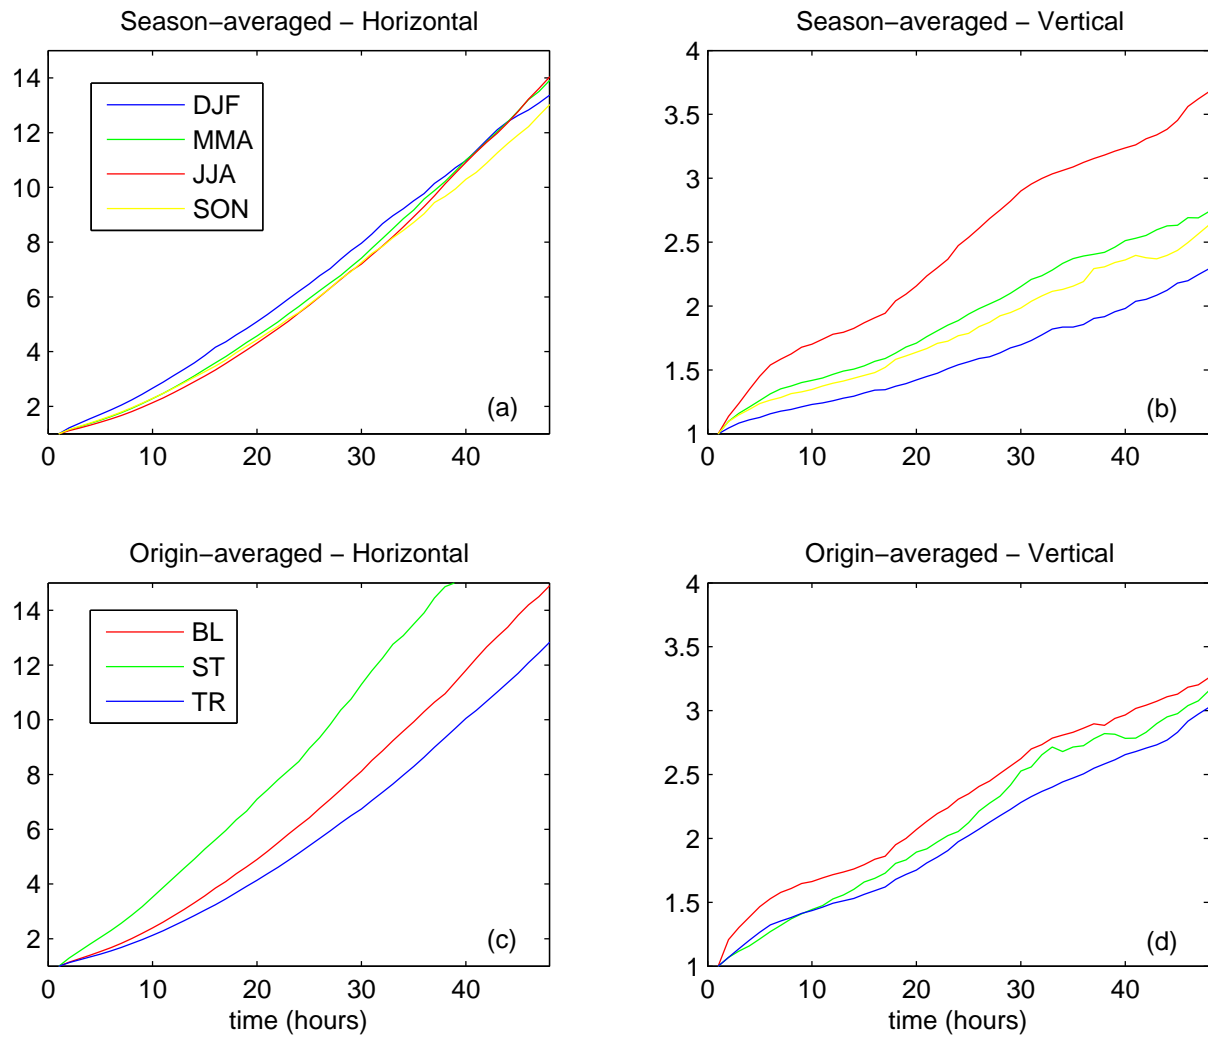 Season−averaged − Horizontal
14
12
10
8
6
4
2
0 10 20 30 40
DJF
MMA
JJA
SON
(a)
Season−averaged − Vertical
4
3.5
3
2.5
2
1.5
1
0 10 20 30 40
(b)
Origin−averaged − Horizontal
14
12
10
8
6
4
2
0 10 20 30 40
BL
ST
TR
(c)
time (hours)
Origin−averaged − Vertical
4
3.5
3
2.5
2
1.5
1
0 10 20 30 40
(d)
time (hours)